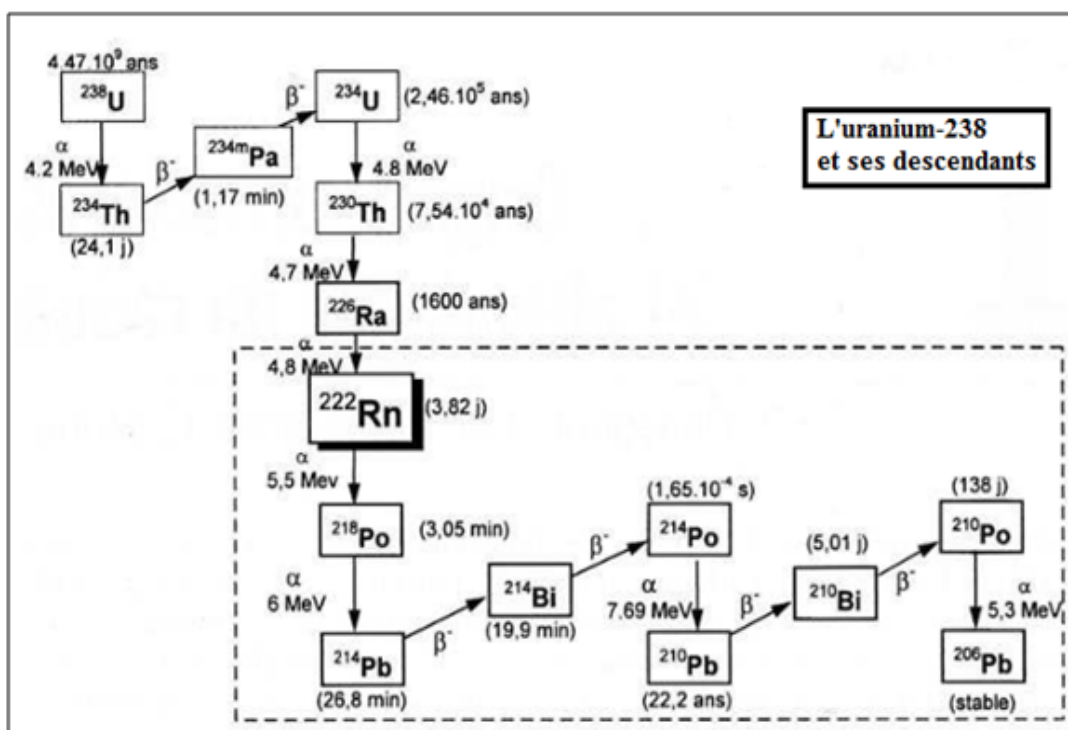 4.47.10⁹ ans
²³⁸U
α
4.2 MeV
²³⁴Th
(24,1 j)
β⁻
²³⁴ᵐPa
(1,17 min)
β⁻
²³⁴U
(2,46.10⁵ ans)
α
4.8 MeV
²³⁰Th
(7,54.10⁴ ans)
α
4,7 MeV
²²⁶Ra
(1600 ans)
α
4,8 MeV
²²²Rn
(3,82 j)
α
5,5 Mev
²¹⁸Po
(3,05 min)
α
6 MeV
²¹⁴Pb
(26,8 min)
β⁻
²¹⁴Bi
(19,9 min)
β⁻
(1,65.10⁻⁴ s)
²¹⁴Po
α
7.69 MeV
²¹⁰Pb
(22,2 ans)
β⁻
(5,01 j)
²¹⁰Bi
β⁻
(138 j)
²¹⁰Po
α
5,3 MeV
²⁰⁶Pb
(stable)
L'uranium-238
et ses descendants